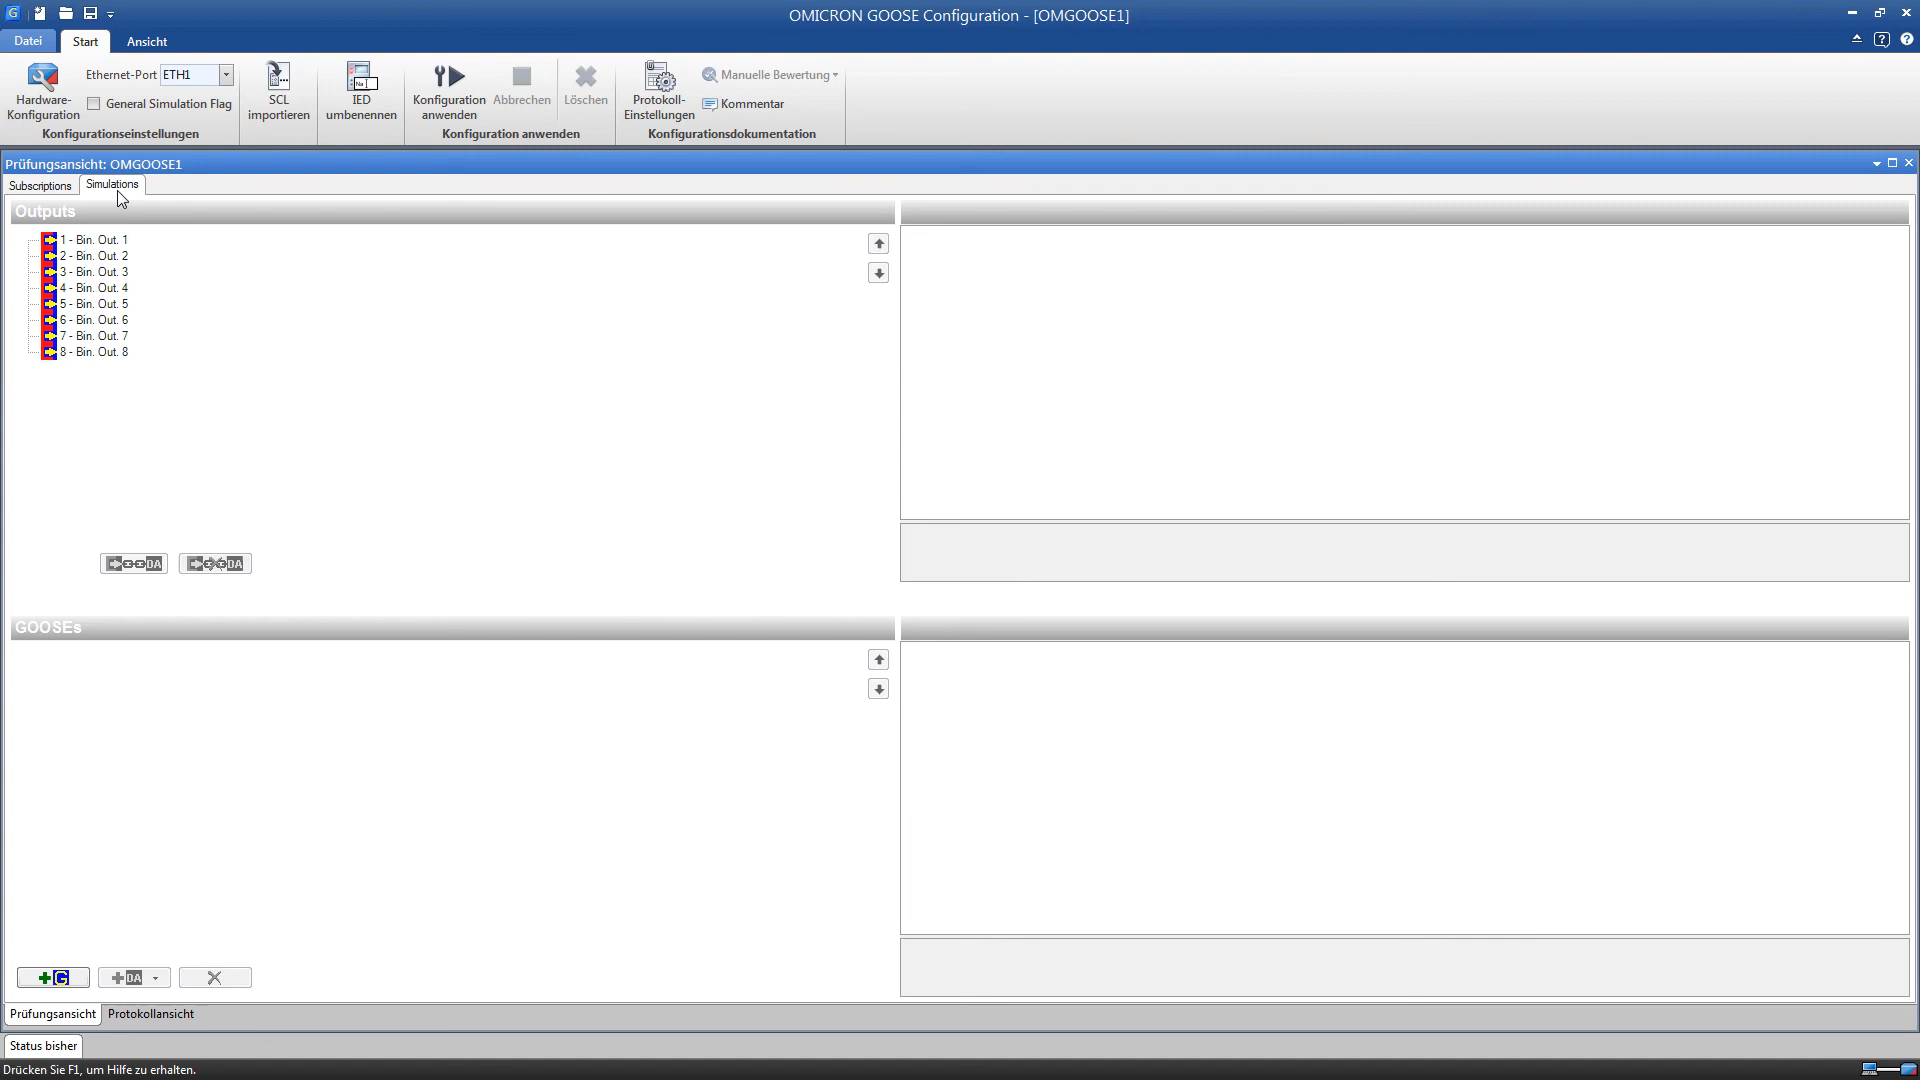 OMICRON GOOSE Configuration - [OMGOOSE1]
Datei
Start
Ansicht
Hardware-
Konfiguration
Ethernet-Port
ETH1
General Simulation Flag
Konfigurationseinstellungen
SCL
importieren
IED
umbenennen
Konfiguration
anwenden
Abbrechen
Löschen
Konfiguration anwenden
Protokoll-
Einstellungen
Manuelle Bewertung
Kommentar
Konfigurationsdokumentation
Prüfungsansicht: OMGOOSE1
Subscriptions
Simulations
Outputs
1 - Bin. Out. 1
2 - Bin. Out. 2
3 - Bin. Out. 3
4 - Bin. Out. 4
5 - Bin. Out. 5
6 - Bin. Out. 6
7 - Bin. Out. 7
8 - Bin. Out. 8
DA
DA
GOOSEs
G
DA
Prüfungsansicht
Protokollansicht
Status bisher
Drücken Sie F1, um Hilfe zu erhalten.